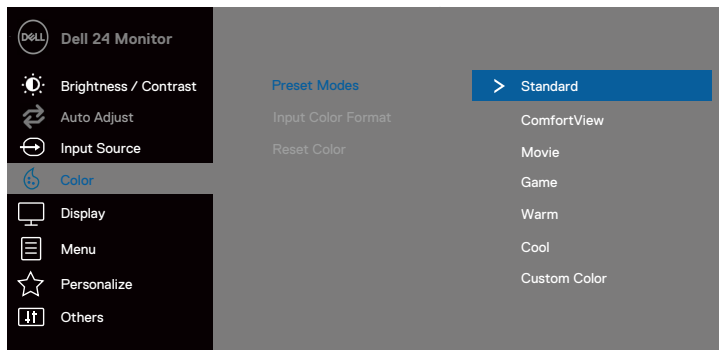 DELL
Dell 24 Monitor
Brightness / Contrast
Auto Adjust
Input Source
Color
Display
Menu
Personalize
Others
Preset Modes
Input Color Format
Reset Color
Standard
ComfortView
Movie
Game
Warm
Cool
Custom Color